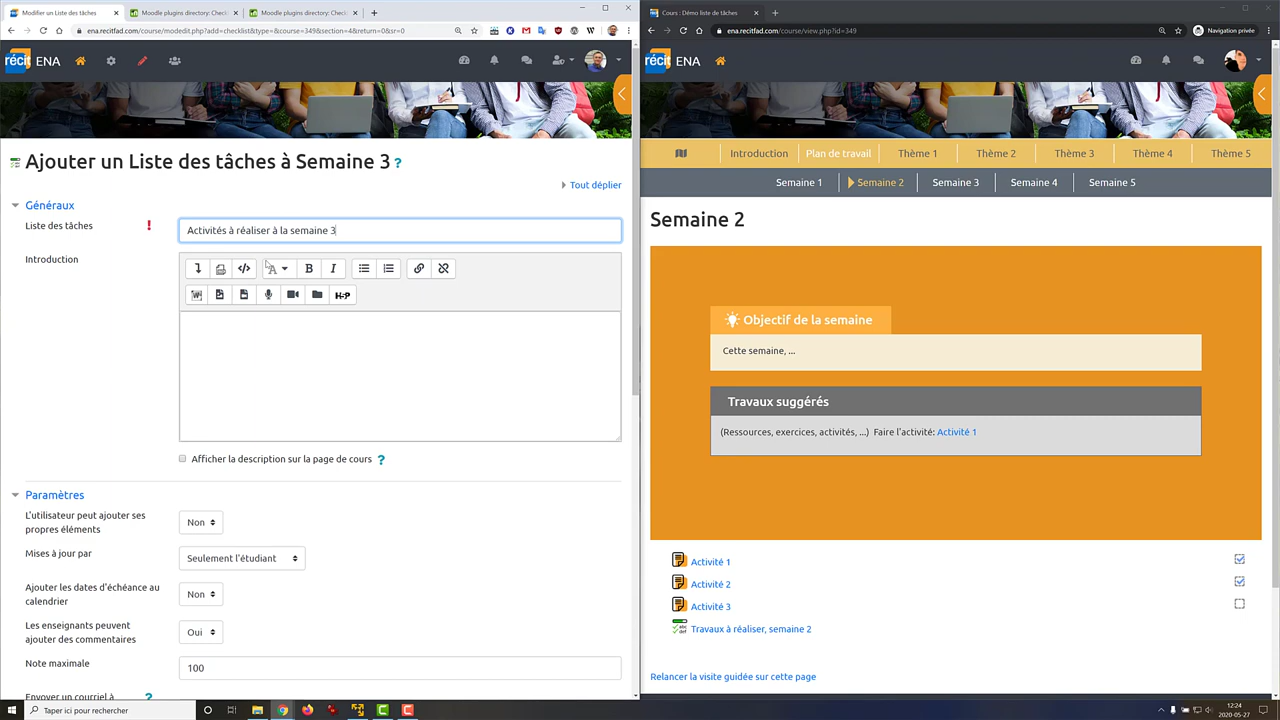 Modifier un Liste des tâches
Moodle plugins directory: Check
Moodle plugins directory: Check
ena.recitfad.ca/course/modedit.php?add=checklist&type=&course=349&section=4&return=0&sr=0
récit ENA
Ajouter un Liste des tâches à Semaine 3 ?
Tout déplier
Généraux
Liste des tâches
Activités à réaliser à la semaine 3
Introduction
A B I
W H-P
Afficher la description sur la page de cours ?
Paramètres
L'utilisateur peut ajouter ses
propres éléments
Non
Mises à jour par
Seulement l'étudiant
Ajouter les dates d'échéance au
calendrier
Non
Les enseignants peuvent
ajouter des commentaires
Oui
Note maximale
100
Envoyer un courriel à ?
Cours : Démo liste de tâches
ena.recitfad.ca/course/view.php?id=349
Navigation privée
récit ENA
Introduction
Plan de travail
Thème 1
Thème 2
Thème 3
Thème 4
Thème 5
Semaine 1
Semaine 2
Semaine 3
Semaine 4
Semaine 5
Semaine 2
Objectif de la semaine
Cette semaine, ...
Travaux suggérés
(Ressources, exercices, activités, ...) Faire l'activité: Activité 1
Activité 1
Activité 2
Activité 3
Travaux à réaliser, semaine 2
Relancer la visite guidée sur cette page
Taper ici pour rechercher
12:24
2020-05-27